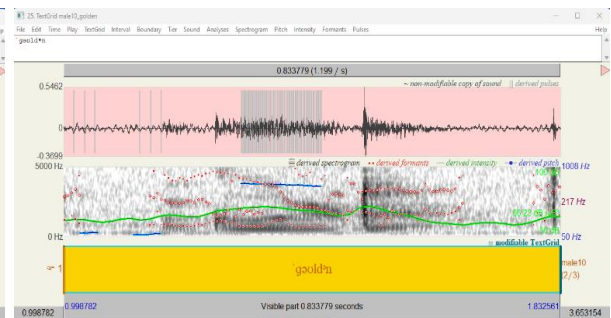 25. TextGrid male10_golden
File Edit Time Play TextGrid Interval Boundary Tier Sound Analyses Spectrogram Pitch Intensity Formants Pulses Help
0.833779 (1.199 / s)
~ non-modifiable copy of sound || derived pulses
0.5462
-0.3699
derived spectrogram •• derived formants — derived intensity derived pitch
5000 Hz
1008 Hz
100 dB
217 Hz
0 Hz
50 Hz
modifiable TextGrid
1
male10
(2/3)
0.998782
0.998782
Visible part 0.833779 seconds
1.832561
3.653154